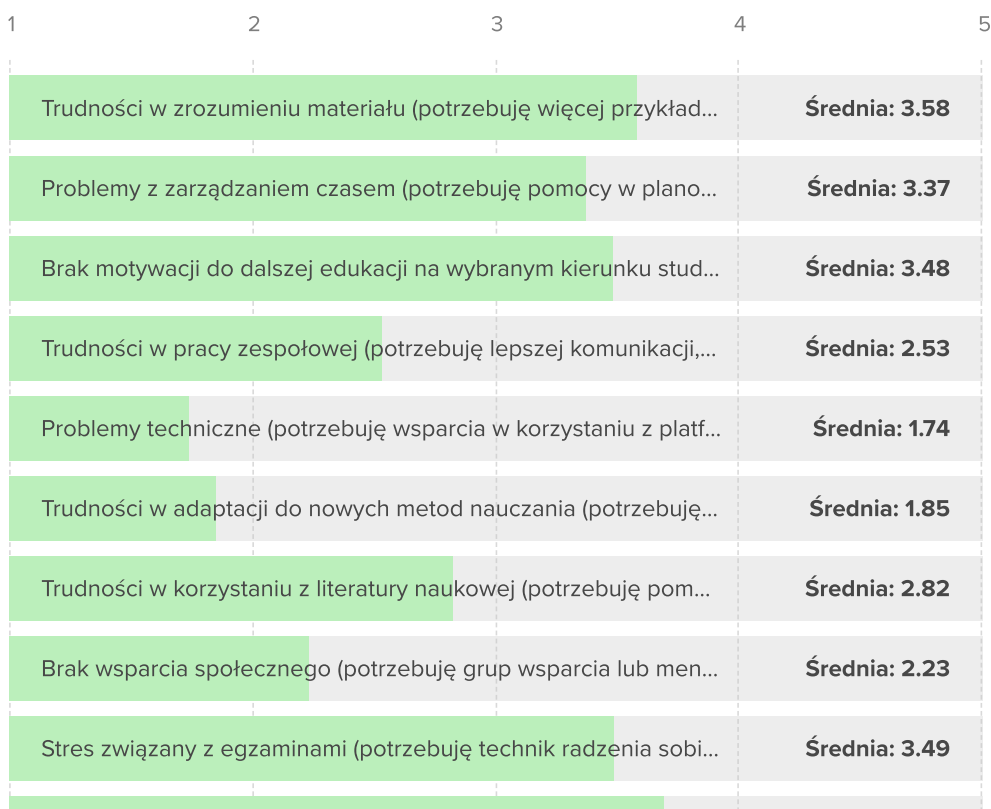 1 2 3 4 5
Trudności w zrozumieniu materiału (potrzebuję więcej przykład... Średnia: 3.58
Problemy z zarządzaniem czasem (potrzebuję pomocy w plano... Średnia: 3.37
Brak motywacji do dalszej edukacji na wybranym kierunku stud... Średnia: 3.48
Trudności w pracy zespołowej (potrzebuję lepszej komunikacji,... Średnia: 2.53
Problemy techniczne (potrzebuję wsparcia w korzystaniu z platf... Średnia: 1.74
Trudności w adaptacji do nowych metod nauczania (potrzebuję... Średnia: 1.85
Trudności w korzystaniu z literatury naukowej (potrzebuję pom... Średnia: 2.82
Brak wsparcia społecznego (potrzebuję grup wsparcia lub men... Średnia: 2.23
Stres związany z egzaminami (potrzebuję technik radzenia sobi... Średnia: 3.49